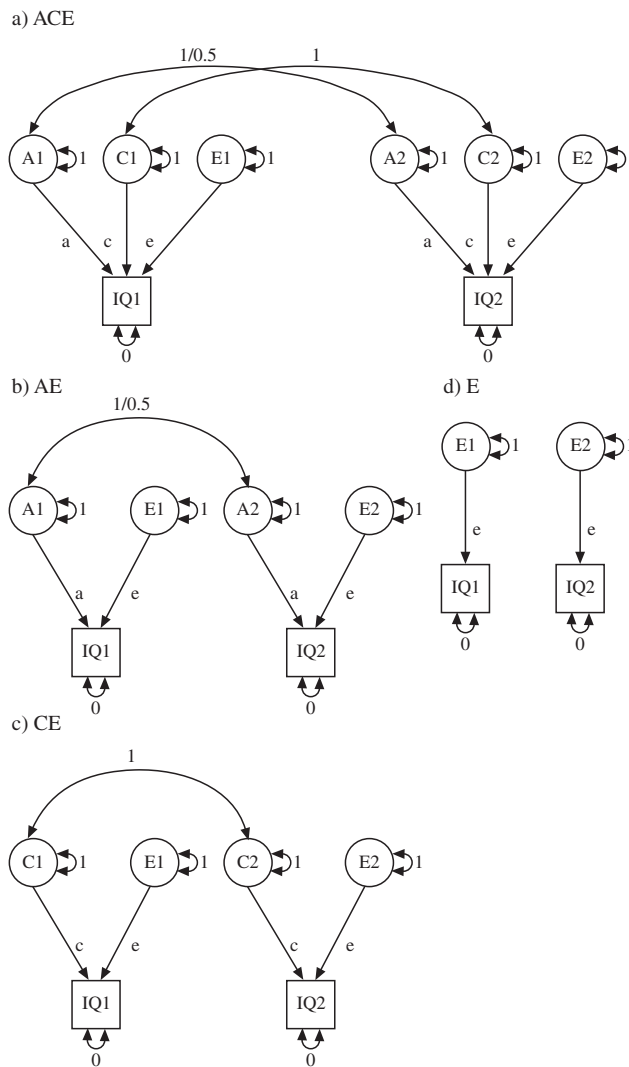 a) ACE
1/0.5 1
A1 1 C1 1 E1 1 A2 1 C2 1 E2
a c e a c e
IQ1 IQ2
0 0
b) AE d) E
1/0.5
E1 1 E2
A1 1 E1 1 A2 1 E2 1
e e
a e a e
IQ1 IQ2
IQ1 IQ2
0 0
0 0
c) CE
1
C1 1 E1 1 C2 1 E2 1
c e c e
IQ1 IQ2
0 0